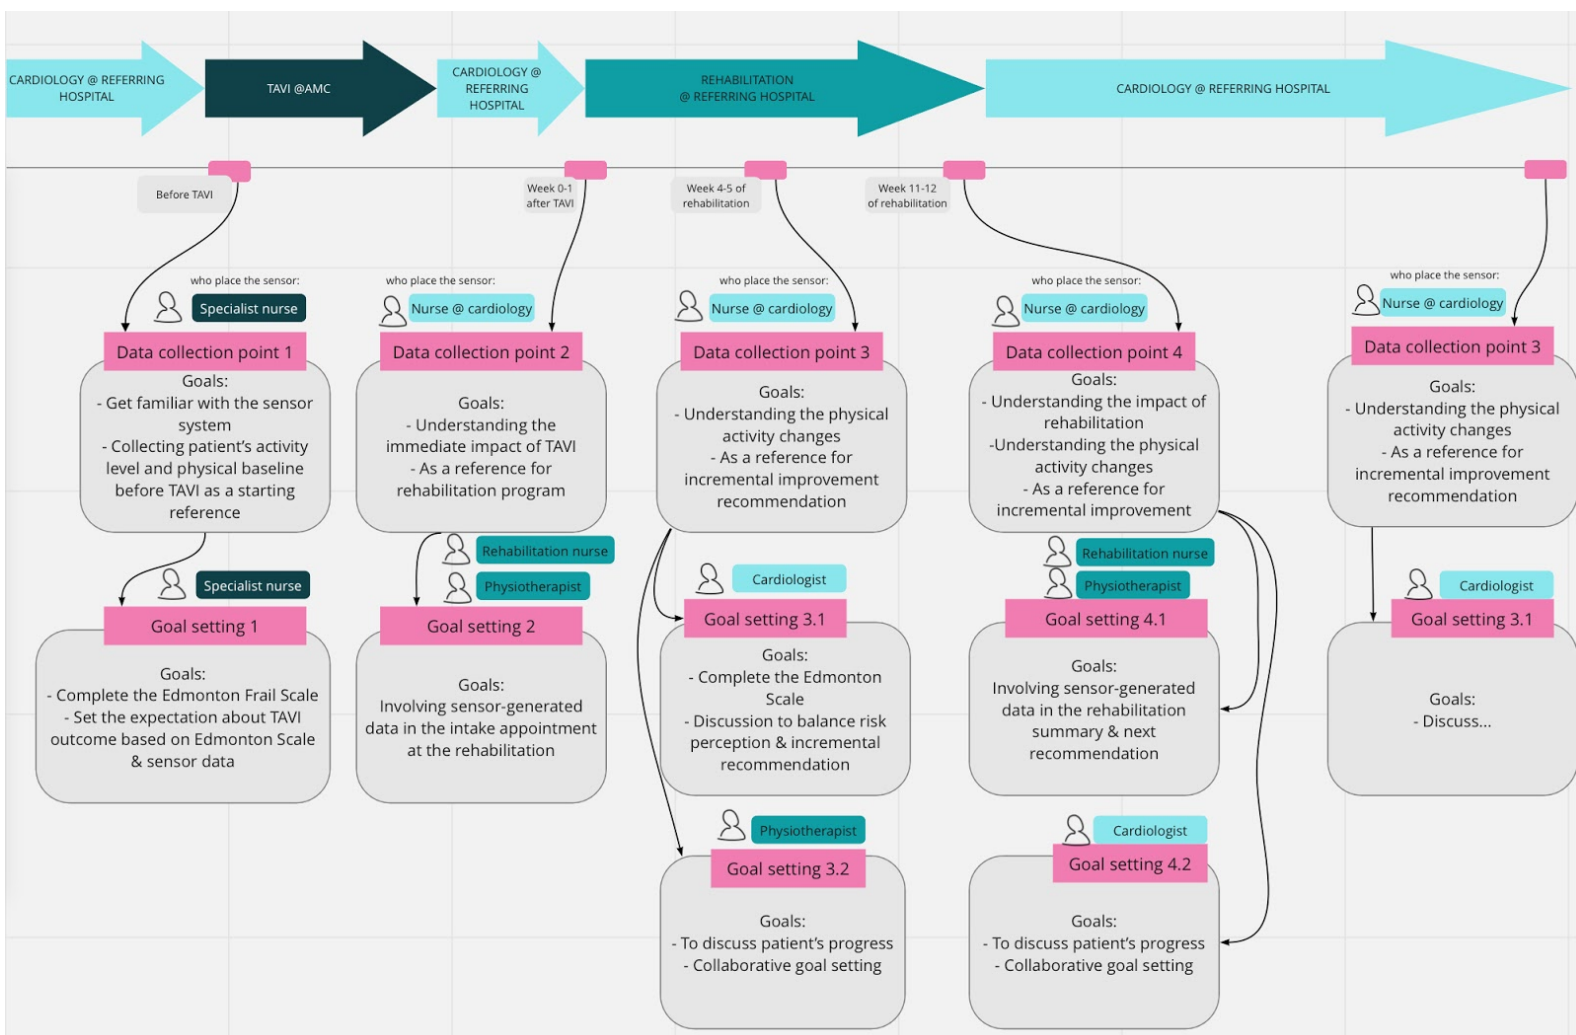 CARDIOLOGY @ REFERRING
HOSPITAL
TAVI @AMC
CARDIOLOGY @
REFERRING
HOSPITAL
REHABILITATION
@ REFERRING HOSPITAL
CARDIOLOGY @ REFERRING HOSPITAL
Before TAVI
Week 0-1
after TAVI
Week 4-5 of
rehabilitation
Week 11-12
of rehabilitation
who place the sensor:
Specialist nurse
Data collection point 1
Goals:
- Get familiar with the sensor
system
- Collecting patient’s activity
level and physical baseline
before TAVI as a starting
reference
Specialist nurse
Goal setting 1
Goals:
- Complete the Edmonton Frail Scale
- Set the expectation about TAVI
outcome based on Edmonton Scale
& sensor data
who place the sensor:
Nurse @ cardiology
Data collection point 2
Goals:
- Understanding the
immediate impact of TAVI
- As a reference for
rehabilitation program
Rehabilitation nurse
Physiotherapist
Goal setting 2
Goals:
Involving sensor-generated
data in the intake appointment
at the rehabilitation
who place the sensor:
Nurse @ cardiology
Data collection point 3
Goals:
- Understanding the physical
activity changes
- As a reference for
incremental improvement
recommendation
Cardiologist
Goal setting 3.1
Goals:
- Complete the Edmonton
Scale
- Discussion to balance risk
perception & incremental
recommendation
Physiotherapist
Goal setting 3.2
Goals:
- To discuss patient’s progress
- Collaborative goal setting
who place the sensor:
Nurse @ cardiology
Data collection point 4
Goals:
- Understanding the impact of
rehabilitation
-Understanding the physical
activity changes
- As a reference for
incremental improvement
Rehabilitation nurse
Physiotherapist
Goal setting 4.1
Goals:
Involving sensor-generated
data in the rehabilitation
summary & next
recommendation
Cardiologist
Goal setting 4.2
Goals:
- To discuss patient’s progress
- Collaborative goal setting
who place the sensor:
Nurse @ cardiology
Data collection point 3
Goals:
- Understanding the physical
activity changes
- As a reference for
incremental improvement
recommendation
Cardiologist
Goal setting 3.1
Goals:
- Discuss...